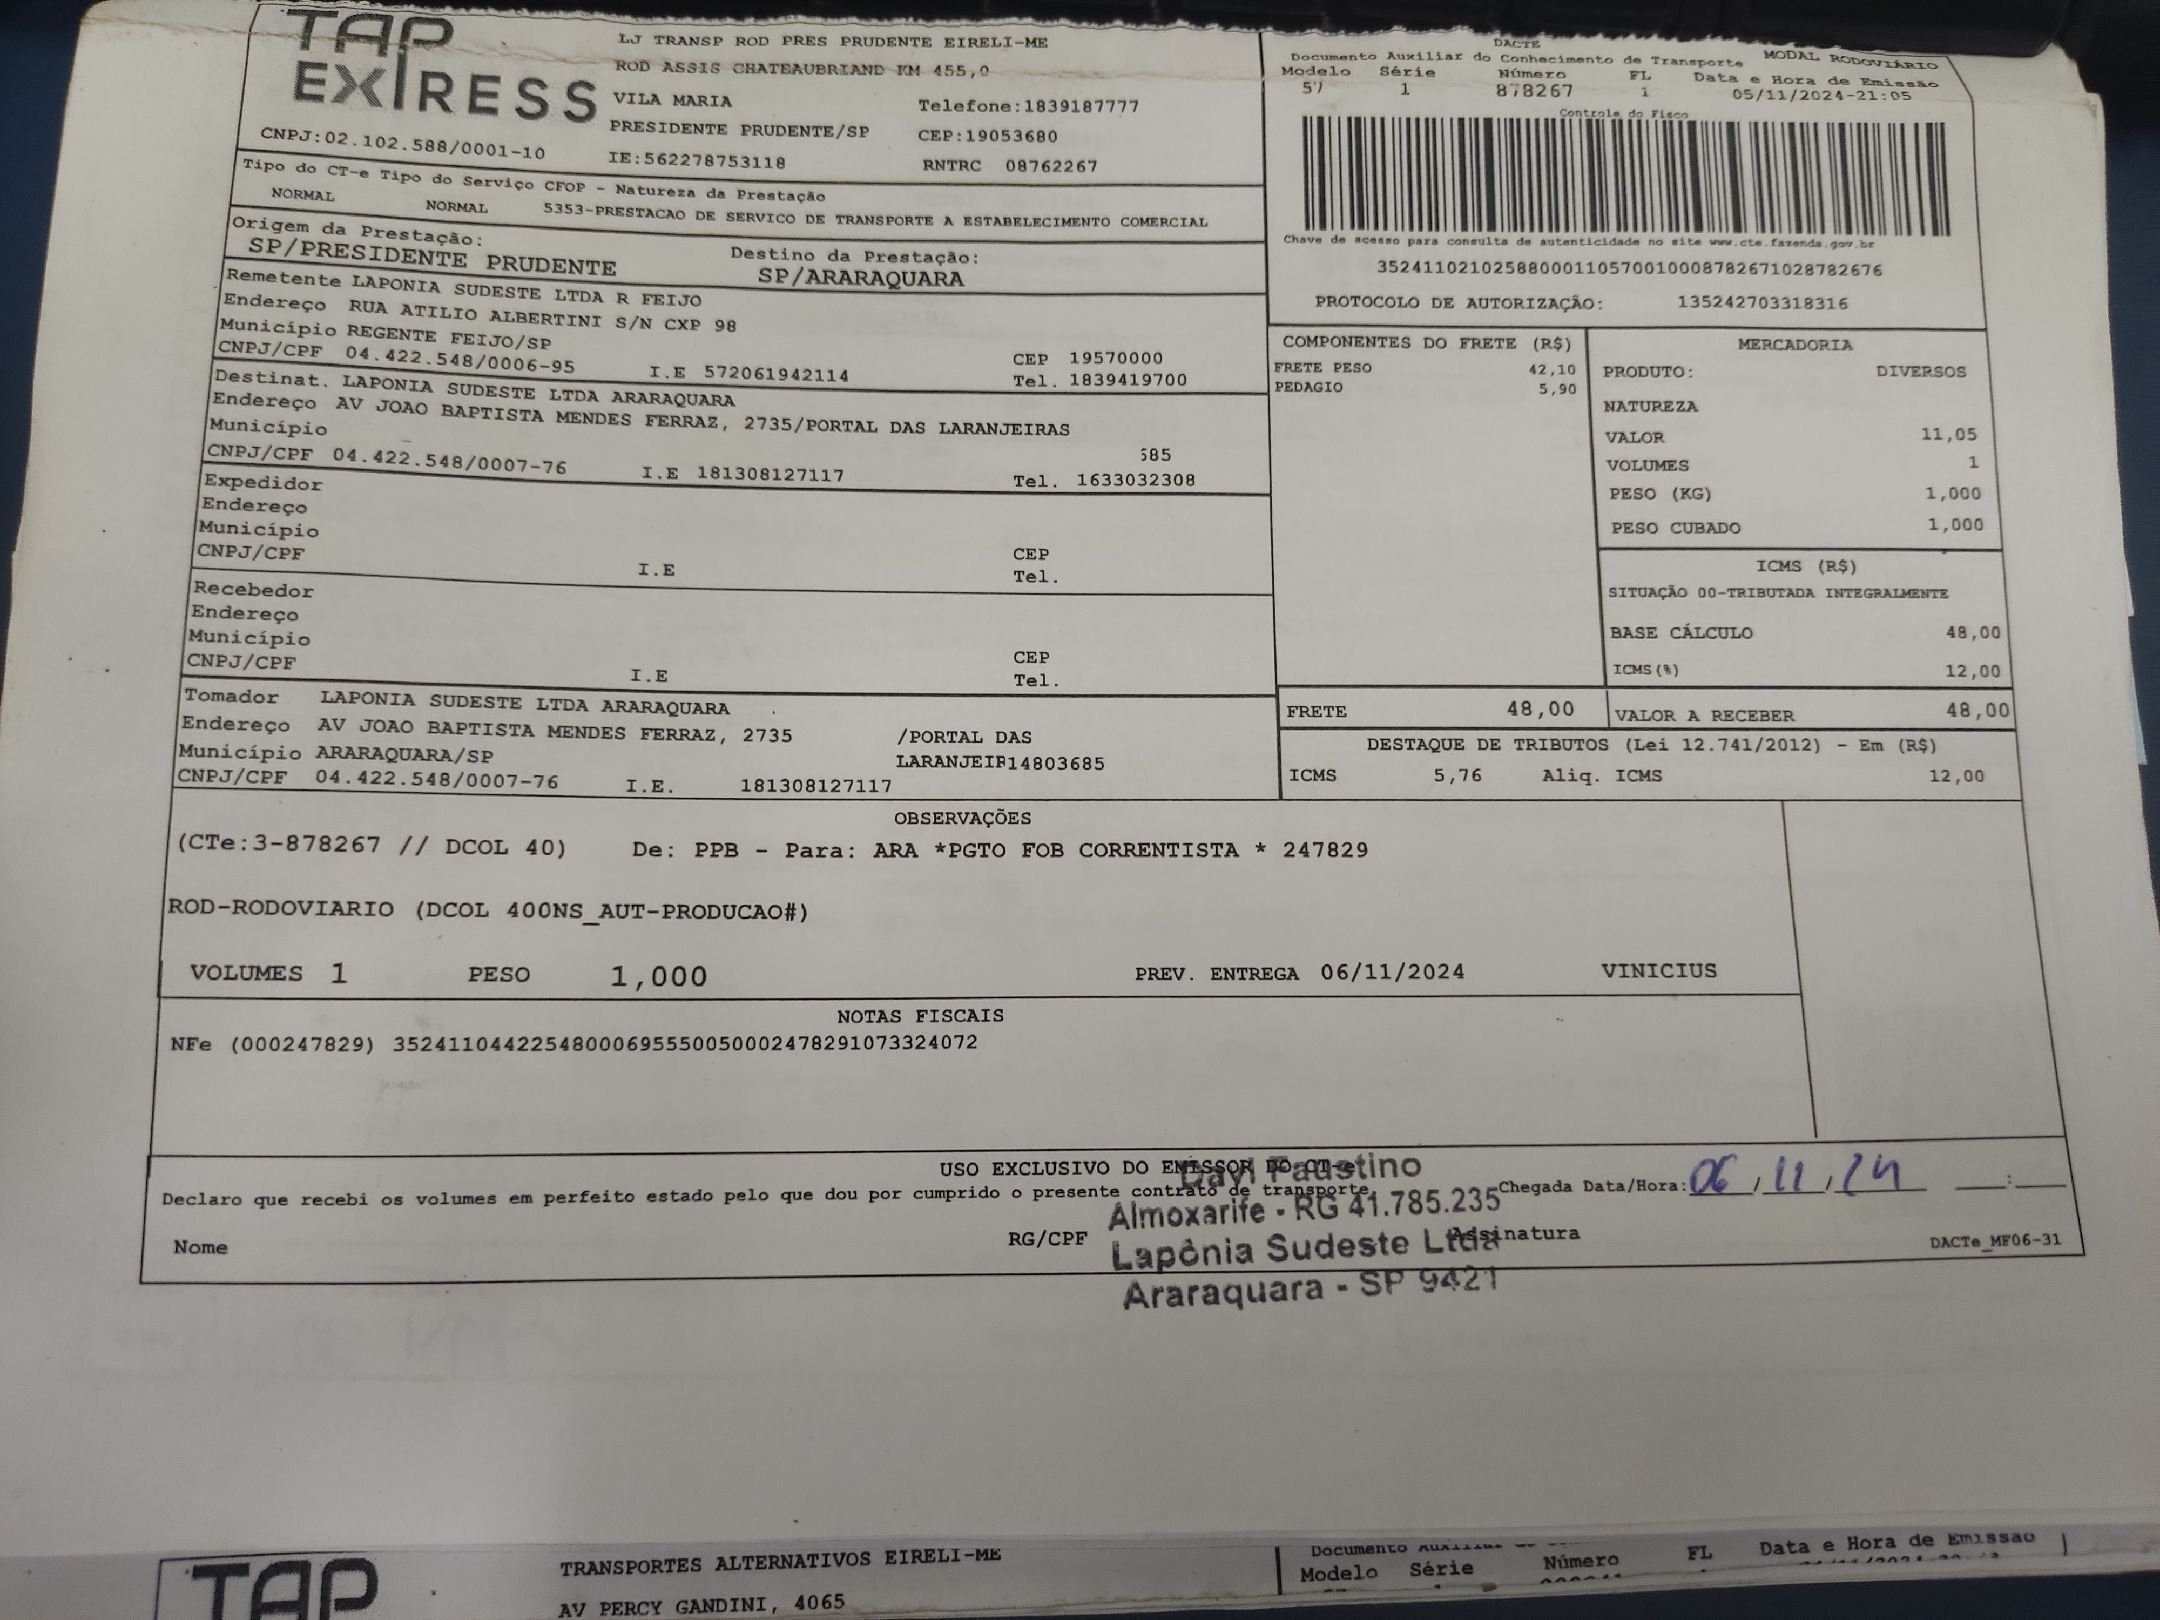 TAP
EXPRESS
LJ TRANSP ROD PRES PRUDENTE EIRELI-ME
ROD ASSIS CHATEAUBRIAND KM 455,0
VILA MARIA Telefone:1839187777
PRESIDENTE PRUDENTE/SP CEP:19053680
CNPJ:02.102.588/0001-10 IE:562278753118 RNTRC 08762267
DACTE
Documento Auxiliar do Conhecimento de Transporte MODAL RODOVIÁRIO
Modelo Série Número FL Data e Hora de Emissão
57 1 878267 1 05/11/2024-21:05
Controle do Fisco
Chave de acesso para consulta de autenticidade no site www.cte.fazenda.gov.br
35241102102588000110570010008782671028782676
PROTOCOLO DE AUTORIZAÇÃO: 135242703318316
Tipo do CT-e Tipo do Serviço CFOP - Natureza da Prestação
NORMAL NORMAL 5353-PRESTACAO DE SERVICO DE TRANSPORTE A ESTABELECIMENTO COMERCIAL
Origem da Prestação: Destino da Prestação:
SP/PRESIDENTE PRUDENTE SP/ARARAQUARA
Remetente LAPONIA SUDESTE LTDA R FEIJO
Endereço RUA ATILIO ALBERTINI S/N CXP 98
Município REGENTE FEIJO/SP CEP 19570000
CNPJ/CPF 04.422.548/0006-95 I.E 572061942114 Tel. 1839419700
Destinat. LAPONIA SUDESTE LTDA ARARAQUARA
Endereço AV JOAO BAPTISTA MENDES FERRAZ, 2735/PORTAL DAS LARANJEIRAS
Município 685
CNPJ/CPF 04.422.548/0007-76 I.E 181308127117 Tel. 1633032308
Expedidor
Endereço
Município CEP
CNPJ/CPF I.E Tel.
Recebedor
Endereço
Município CEP
CNPJ/CPF I.E Tel.
Tomador LAPONIA SUDESTE LTDA ARARAQUARA
Endereço AV JOAO BAPTISTA MENDES FERRAZ, 2735 /PORTAL DAS
Município ARARAQUARA/SP LARANJEIR14803685
CNPJ/CPF 04.422.548/0007-76 I.E. 181308127117
COMPONENTES DO FRETE (R$)
FRETE PESO 42,10
PEDAGIO 5,90
MERCADORIA
PRODUTO: DIVERSOS
NATUREZA
VALOR 11,05
VOLUMES 1
PESO (KG) 1,000
PESO CUBADO 1,000
ICMS (R$)
SITUAÇÃO 00-TRIBUTADA INTEGRALMENTE
BASE CÁLCULO 48,00
ICMS(%) 12,00
FRETE 48,00 VALOR A RECEBER 48,00
DESTAQUE DE TRIBUTOS (Lei 12.741/2012) - Em (R$)
ICMS 5,76 Aliq. ICMS 12,00
OBSERVAÇÕES
(CTe:3-878267 // DCOL 40) De: PPB - Para: ARA *PGTO FOB CORRENTISTA * 247829
ROD-RODOVIARIO (DCOL 400NS_AUT-PRODUCAO#)
VOLUMES 1 PESO 1,000 PREV. ENTREGA 06/11/2024 VINICIUS
NOTAS FISCAIS
NFe (000247829) 35241104422548000695550050002478291073324072
USO EXCLUSIVO DO EMISSOR DO CT-e
Declaro que recebi os volumes em perfeito estado pelo que dou por cumprido o presente contrato de transporte. Chegada Data/Hora: 06/11/24 :
Nome RG/CPF Assinatura DACTe_MF06-31
Davi Faustino
Almoxarife - RG 41.785.235
Lapônia Sudeste Ltda
Araraquara - SP 9421
TAP
TRANSPORTES ALTERNATIVOS EIRELI-ME
AV PERCY GANDINI, 4065
Documento
Modelo Série Número FL Data e Hora de Emissão